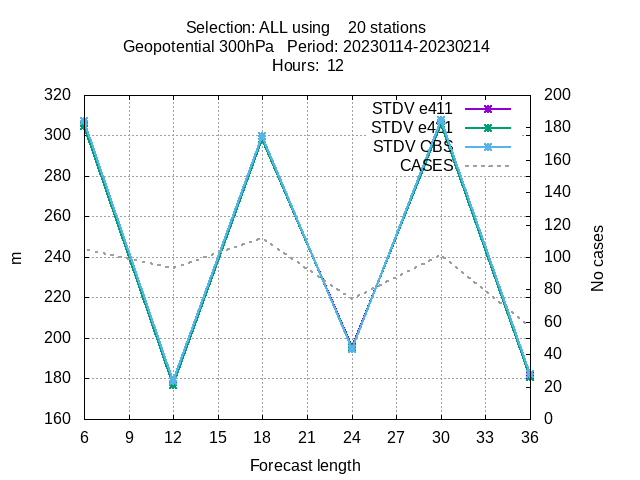 Selection: ALL using    20 stations
Geopotential 300hPa   Period: 20230114-20230214
Hours:  12
320
300
280
260
240
220
200
180
160
m
200
180
160
140
120
100
80
60
40
20
0
No cases
STDV e411
STDV e411
STDV OBS
CASES
6 9 12 15 18 21 24 27 30 33 36
Forecast length